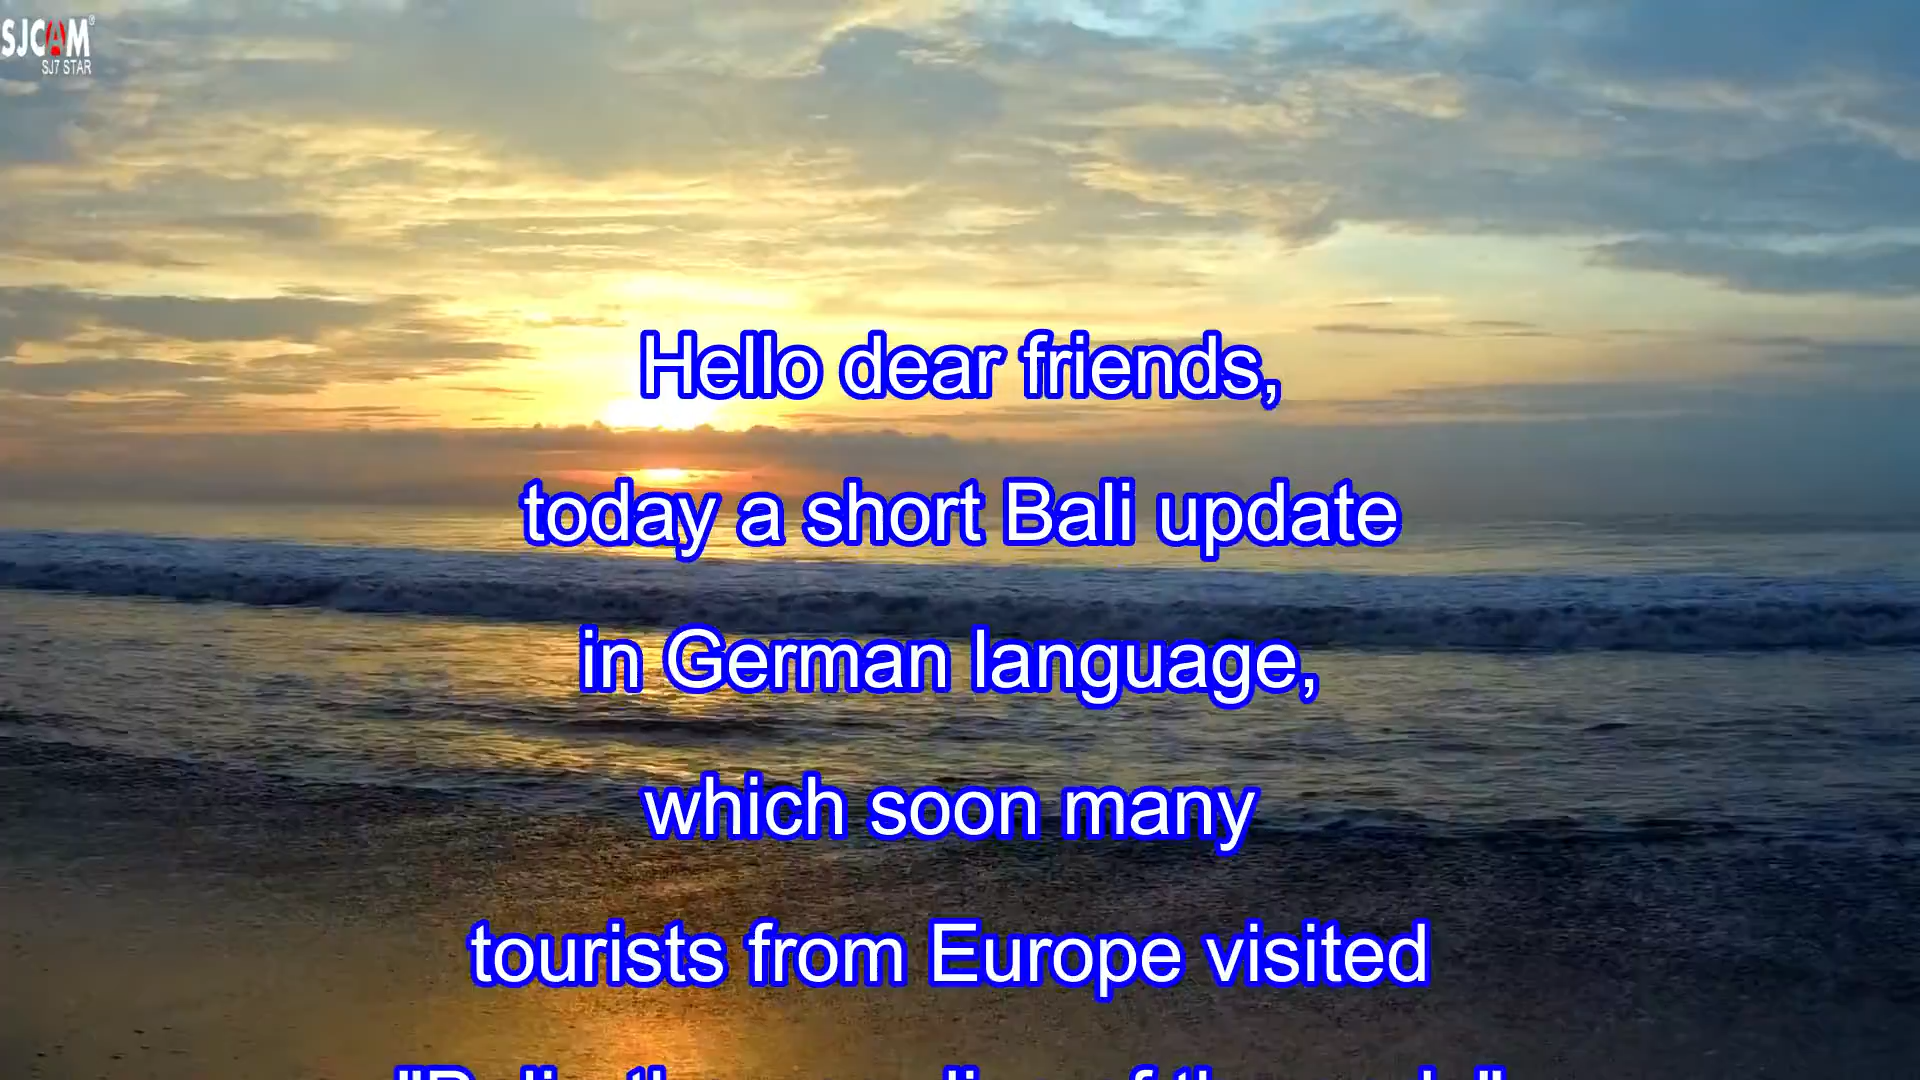 SJCAM®
SJ7 STAR
Hello dear friends,
today a short Bali update
in German language,
which soon many
tourists from Europe visited